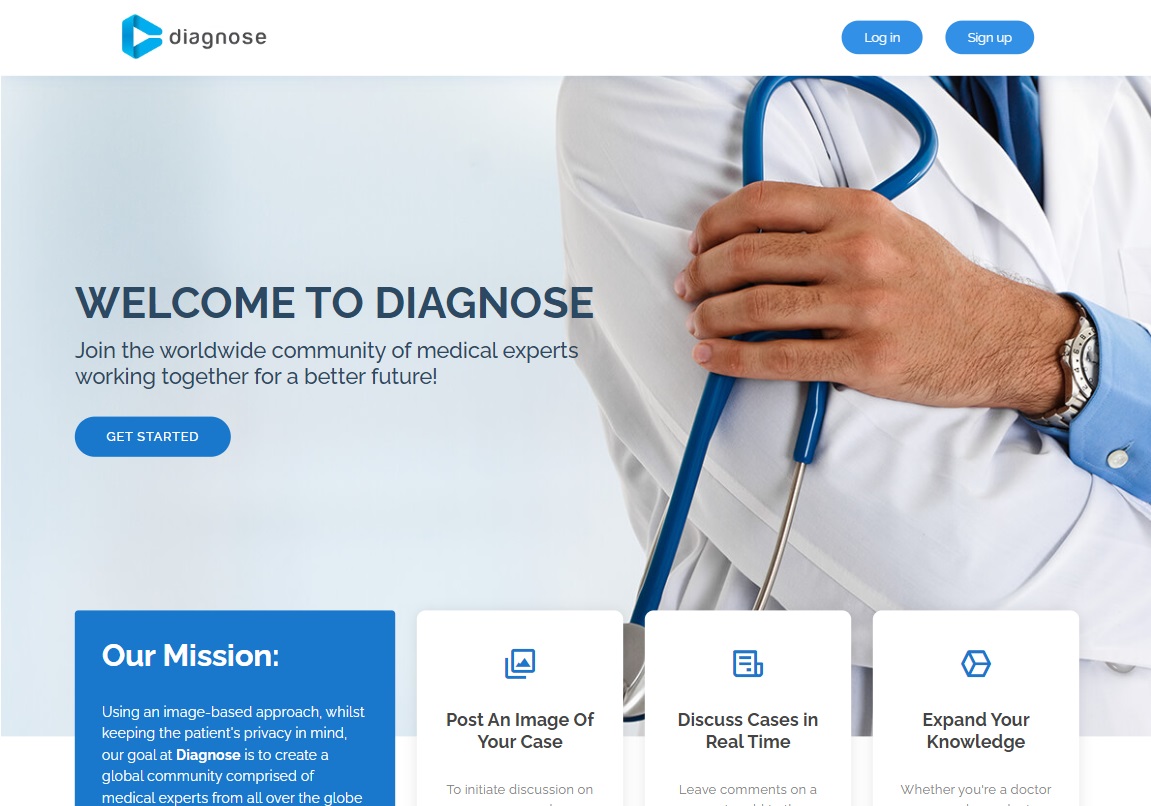 diagnose
Log in
Sign up
WELCOME TO DIAGNOSE
Join the worldwide community of medical experts
working together for a better future!
GET STARTED
Our Mission:
Using an image-based approach, whilst
keeping the patient's privacy in mind,
our goal at Diagnose is to create a
global community comprised of
medical experts from all over the globe
Post An Image Of
Your Case
To initiate discussion on
Discuss Cases in
Real Time
Leave comments on a
Expand Your
Knowledge
Whether you're a doctor